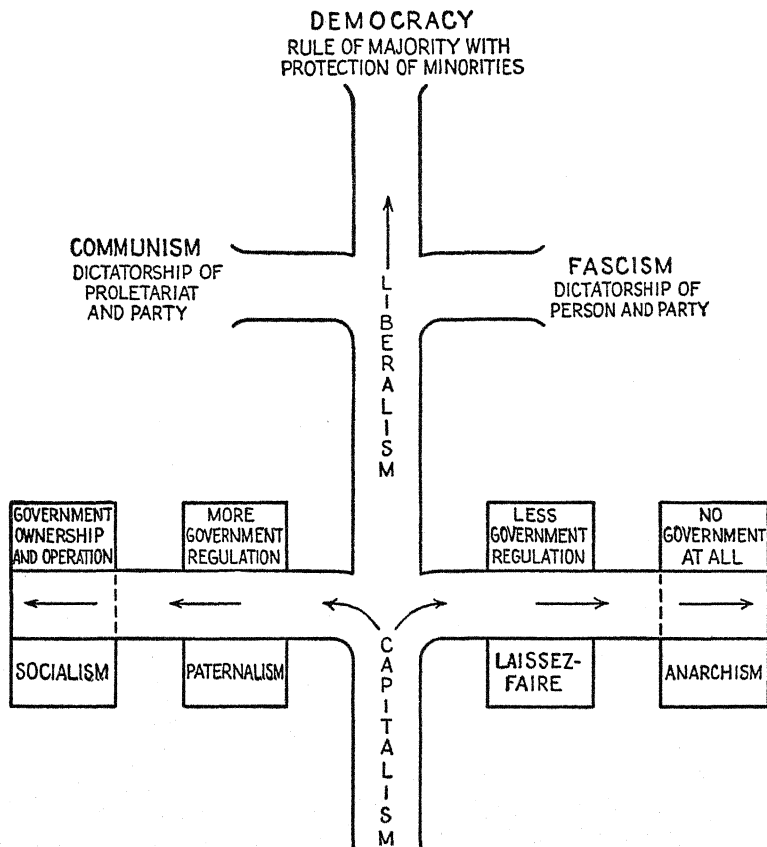 DEMOCRACY
RULE OF MAJORITY WITH
PROTECTION OF MINORITIES
COMMUNISM
DICTATORSHIP OF
PROLETARIAT
AND PARTY
FASCISM
DICTATORSHIP OF
PERSON AND PARTY
LIBERALISM
GOVERNMENT
OWNERSHIP
AND OPERATION
MORE
GOVERNMENT
REGULATION
LESS
GOVERNMENT
REGULATION
NO
GOVERNMENT
AT ALL
SOCIALISM
PATERNALISM
CAPITALISM
LAISSEZ-
FAIRE
ANARCHISM